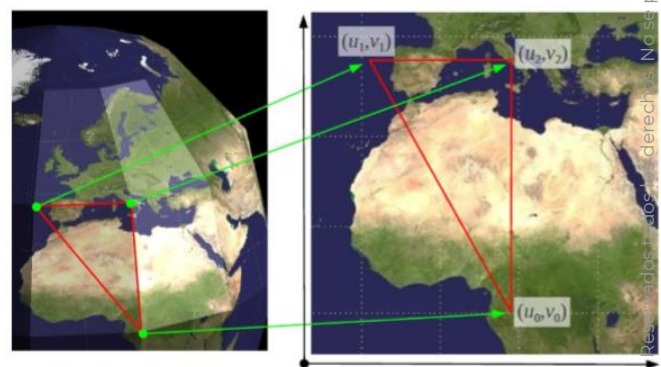 (u₁,v₁)
(u₂,v₂)
(u₀,v₀)
Reservados todos los derechos. No se p